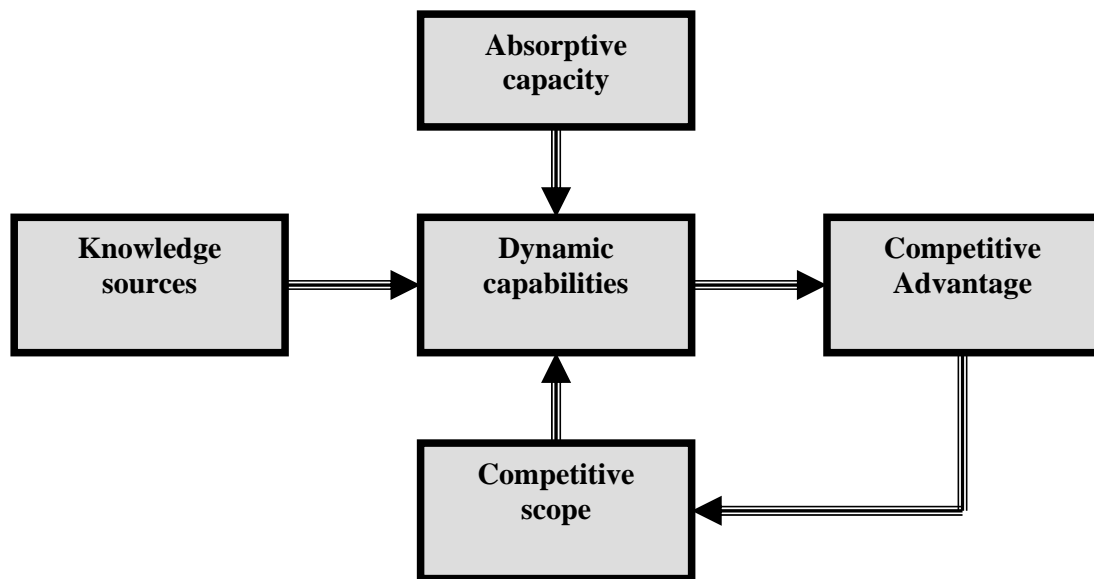 Absorptive
capacity
Knowledge
sources
Dynamic
capabilities
Competitive
Advantage
Competitive
scope